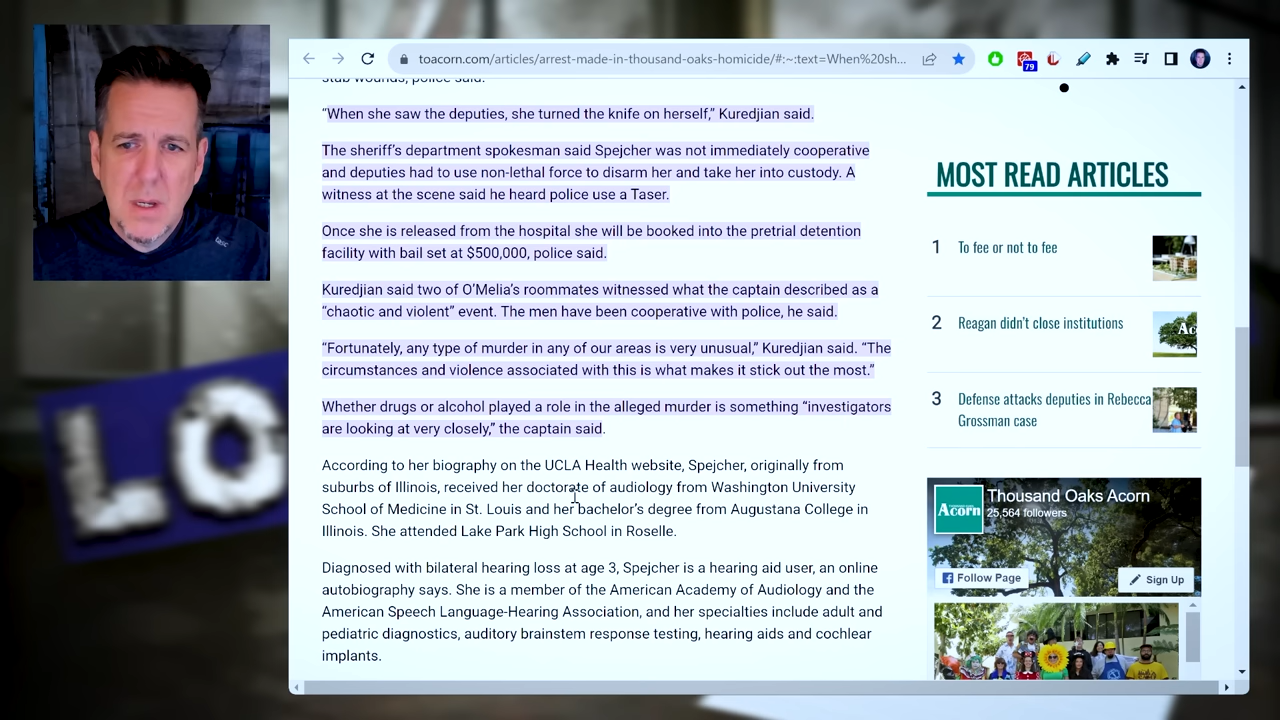 toacorn.com/articles/arrest-made-in-thousand-oaks-homicide/#:~:text=When%20sh...
79
stab wounds, police said.
“When she saw the deputies, she turned the knife on herself,” Kuredjian said.
The sheriff’s department spokesman said Spejcher was not immediately cooperative
and deputies had to use non-lethal force to disarm her and take her into custody. A
witness at the scene said he heard police use a Taser.
Once she is released from the hospital she will be booked into the pretrial detention
facility with bail set at $500,000, police said.
Kuredjian said two of O’Melia’s roommates witnessed what the captain described as a
“chaotic and violent” event. The men have been cooperative with police, he said.
“Fortunately, any type of murder in any of our areas is very unusual,” Kuredjian said. “The
circumstances and violence associated with this is what makes it stick out the most.”
Whether drugs or alcohol played a role in the alleged murder is something “investigators
are looking at very closely,” the captain said.
According to her biography on the UCLA Health website, Spejcher, originally from
suburbs of Illinois, received her doctorate of audiology from Washington University
School of Medicine in St. Louis and her bachelor’s degree from Augustana College in
Illinois. She attended Lake Park High School in Roselle.
Diagnosed with bilateral hearing loss at age 3, Spejcher is a hearing aid user, an online
autobiography says. She is a member of the American Academy of Audiology and the
American Speech Language-Hearing Association, and her specialties include adult and
pediatric diagnostics, auditory brainstem response testing, hearing aids and cochlear
implants.
MOST READ ARTICLES
1 To fee or not to fee
2 Reagan didn’t close institutions
Ac
3 Defense attacks deputies in Rebecca
Grossman case
Acorn
Thousand Oaks Acorn
25,564 followers
Follow Page
Sign Up
LO